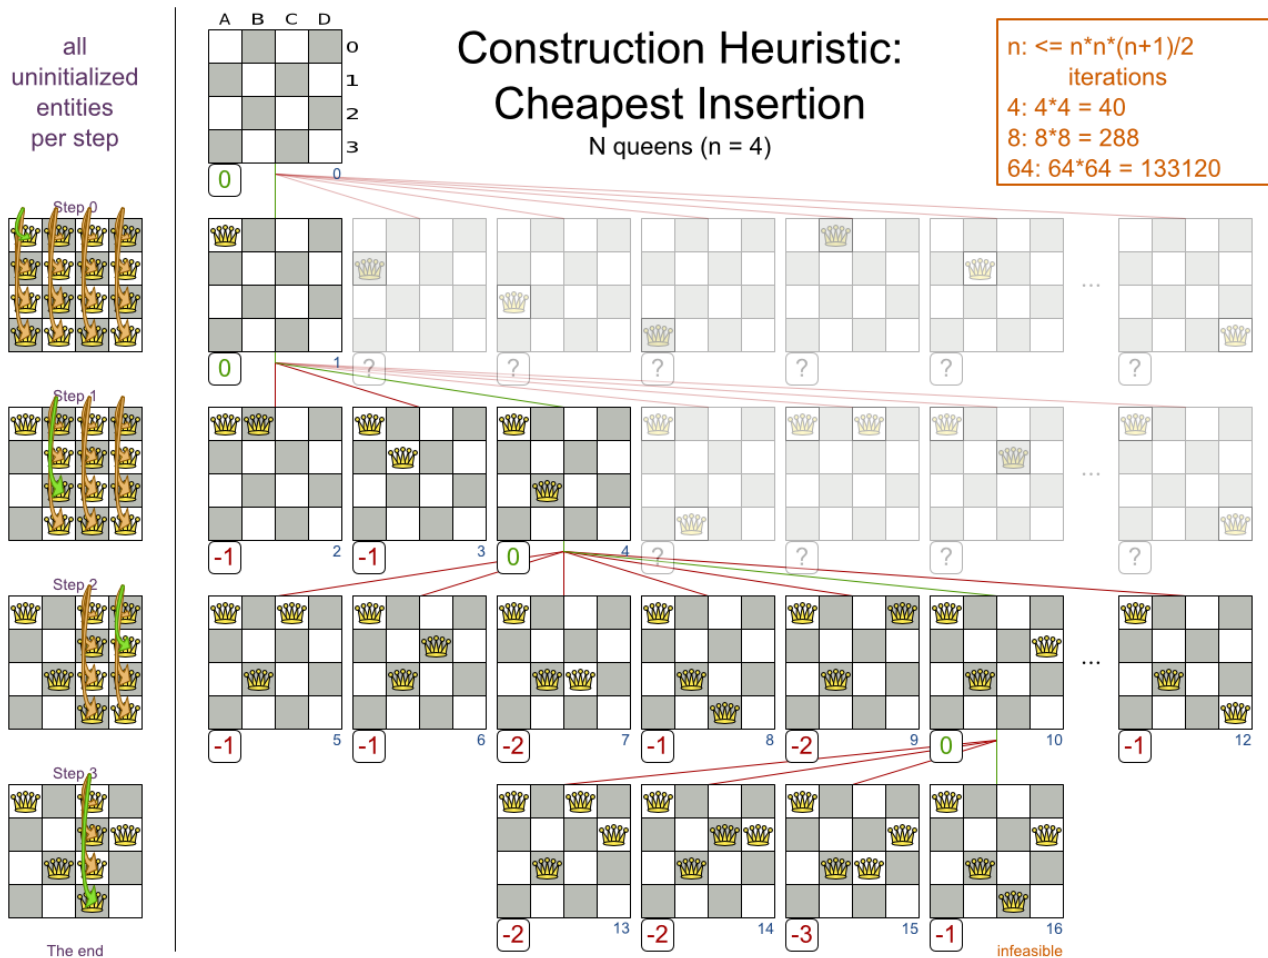 all
uninitialized
entities
per step
A B C D
0
1
2
3
Construction Heuristic:
Cheapest Insertion
N queens (n = 4)
n: <= n*n*(n+1)/2
iterations
4: 4*4 = 40
8: 8*8 = 288
64: 64*64 = 133120
0 0
Step 0
...
0 1 ? ? ? ? ? ?
Step 1
...
-1 2 -1 3 0 4 ? ? ? ?
Step 2
...
-1 5 -1 6 -2 7 -1 8 -2 9 0 10 -1 12
Step 3
-2 13 -2 14 -3 15 -1 16
The end
infeasible